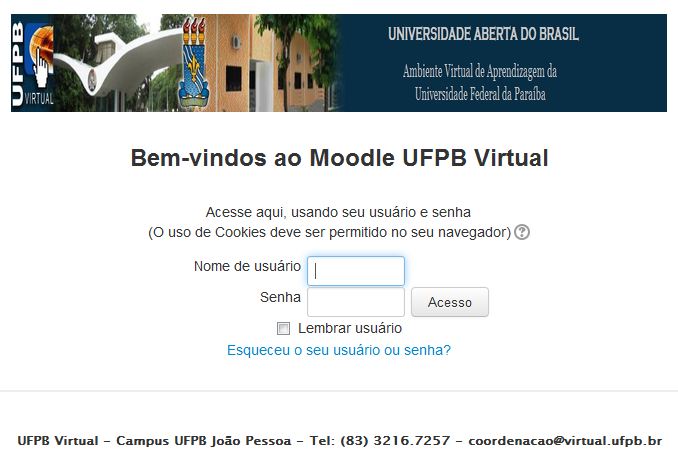 UFPB
VIRTUAL
UNIVERSIDADE ABERTA DO BRASIL
Ambiente Virtual de Aprendizagem da
Universidade Federal da Paraíba
Bem-vindos ao Moodle UFPB Virtual
Acesse aqui, usando seu usuário e senha
(O uso de Cookies deve ser permitido no seu navegador) ?
Nome de usuário
Senha Acesso
Lembrar usuário
Esqueceu o seu usuário ou senha?
UFPB Virtual - Campus UFPB João Pessoa - Tel: (83) 3216.7257 - coordenacao@virtual.ufpb.br